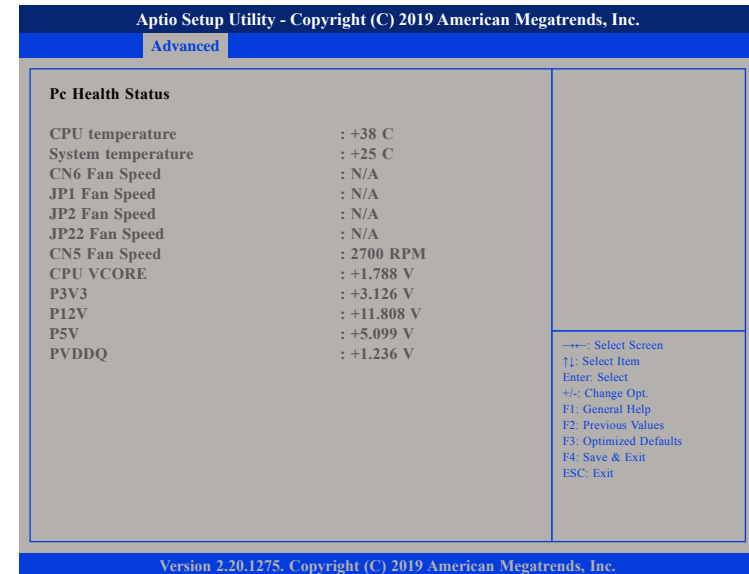 Aptio Setup Utility - Copyright (C) 2019 American Megatrends, Inc.
Advanced
Pc Health Status
CPU temperature : +38 C
System temperature : +25 C
CN6 Fan Speed : N/A
JP1 Fan Speed : N/A
JP2 Fan Speed : N/A
JP22 Fan Speed : N/A
CN5 Fan Speed : 2700 RPM
CPU VCORE : +1.788 V
P3V3 : +3.126 V
P12V : +11.808 V
P5V : +5.099 V
PVDDQ : +1.236 V
→←: Select Screen
↑↓: Select Item
Enter: Select
+/-: Change Opt.
F1: General Help
F2: Previous Values
F3: Optimized Defaults
F4: Save & Exit
ESC: Exit
Version 2.20.1275. Copyright (C) 2019 American Megatrends, Inc.